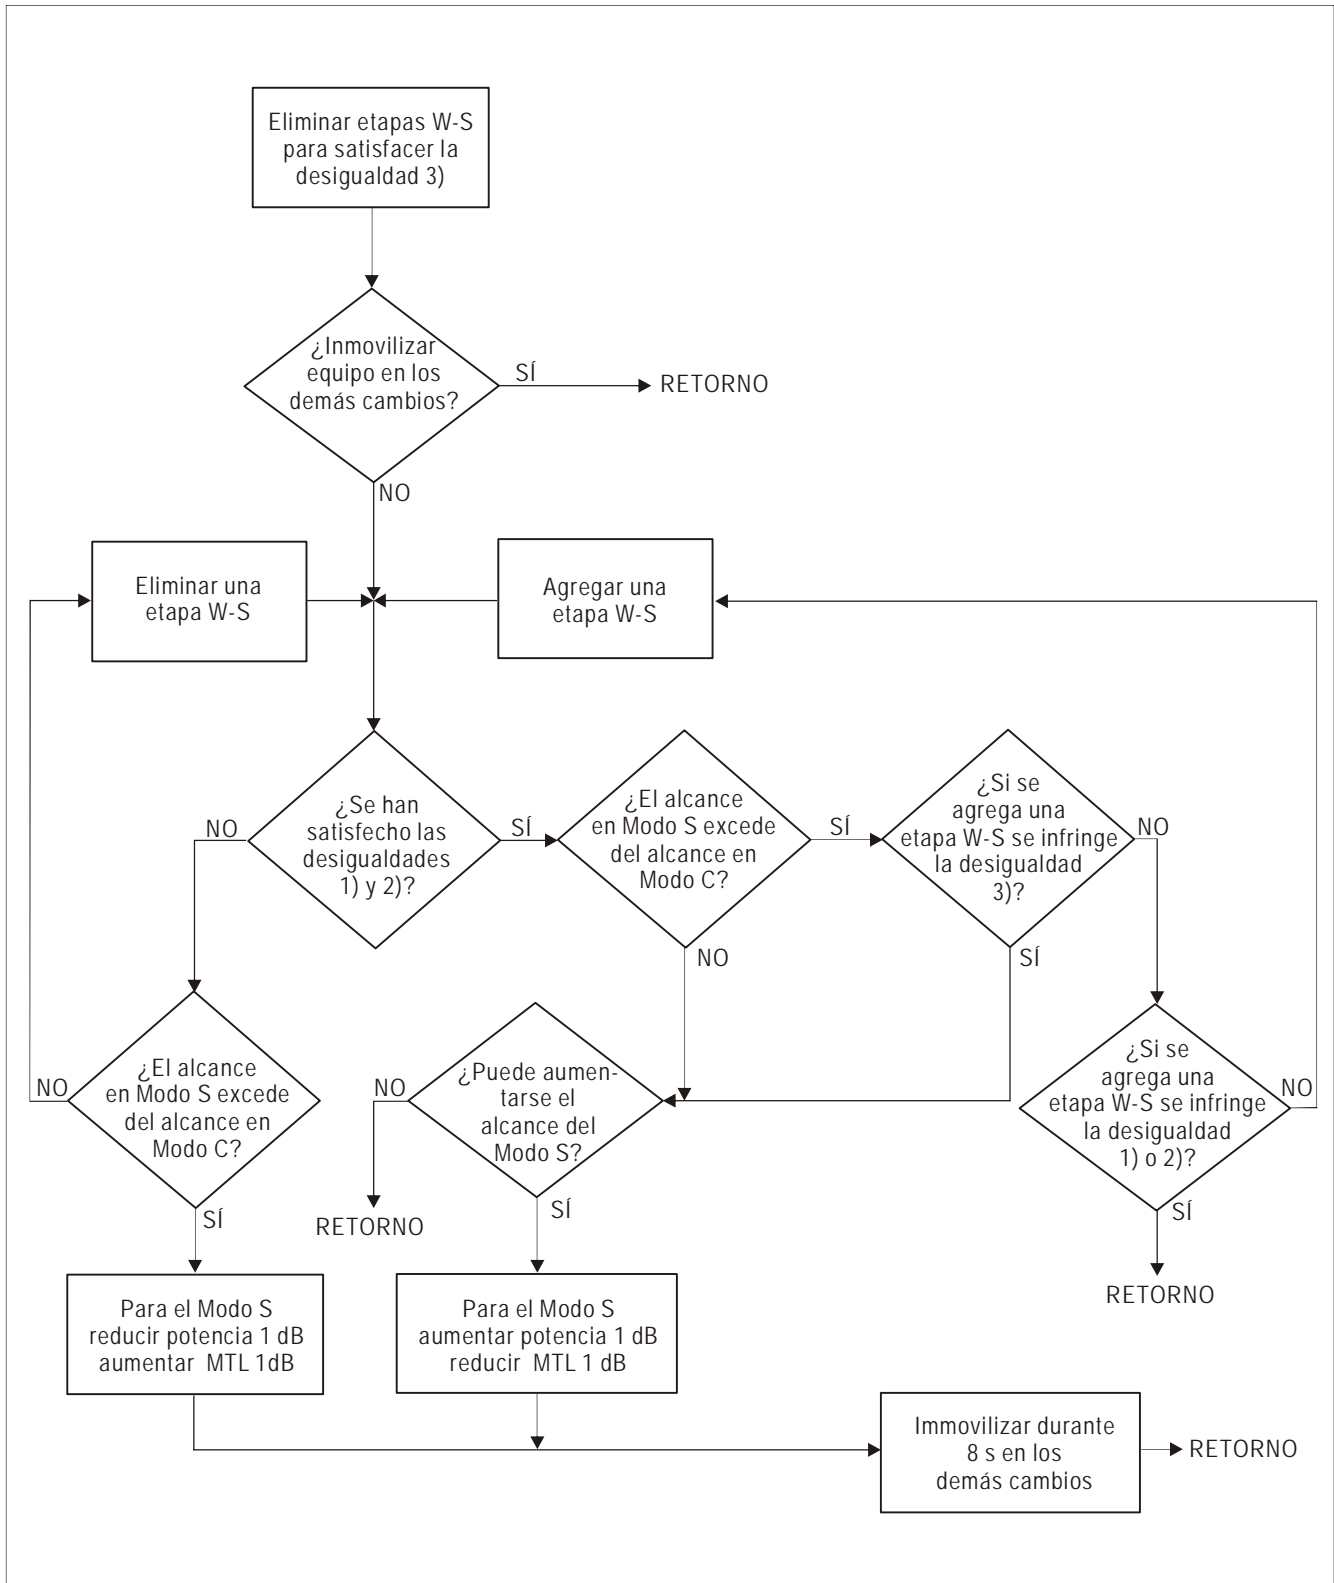 Eliminar etapas W-S
para satisfacer la
desigualdad 3)
¿Inmovilizar
equipo en los
demás cambios?
SÍ
RETORNO
NO
Eliminar una
etapa W-S
Agregar una
etapa W-S
¿Se han
satisfecho las
desigualdades
1) y 2)?
NO
SÍ
¿El alcance
en Modo S excede
del alcance en
Modo C?
SÍ
NO
¿Si se
agrega una
etapa W-S se infringe
la desigualdad
3)?
NO
SÍ
¿El alcance
en Modo S excede
del alcance en
Modo C?
NO
SÍ
¿Puede aumen-
tarse el
alcance del
Modo S?
NO
RETORNO
SÍ
¿Si se
agrega una
etapa W-S se infringe
la desigualdad
1) o 2)?
NO
SÍ
RETORNO
Para el Modo S
reducir potencia 1 dB
aumentar MTL 1dB
Para el Modo S
aumentar potencia 1 dB
reducir MTL 1 dB
Immovilizar durante
8 s en los
demás cambios
RETORNO